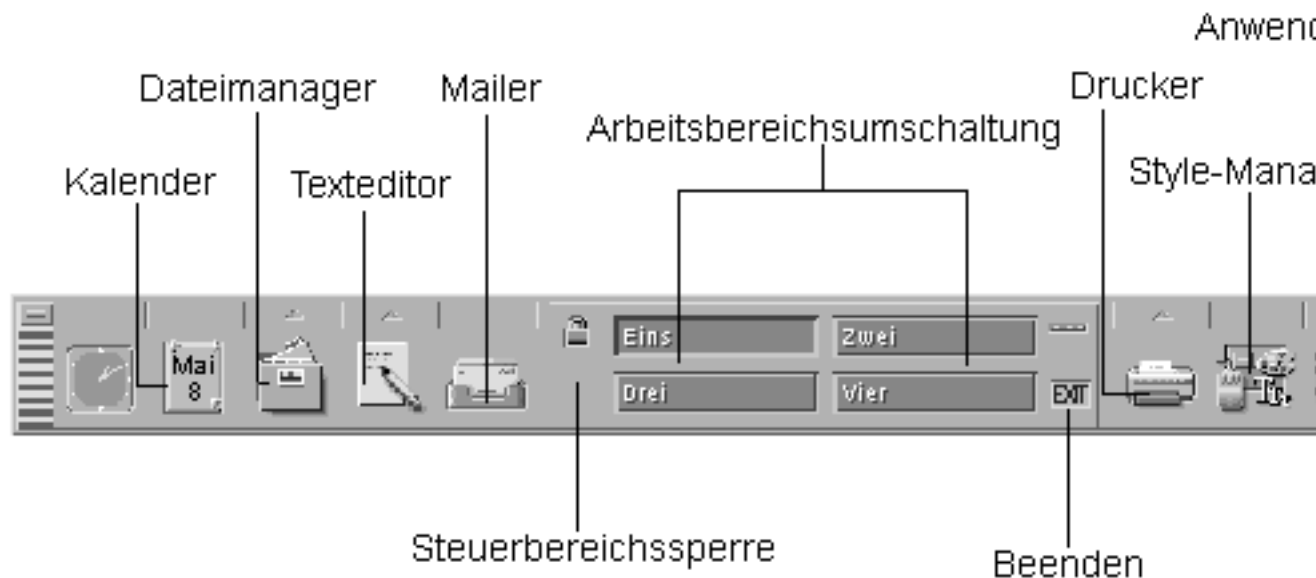 Anwend
Dateimanager
Mailer
Drucker
Arbeitsbereichsumschaltung
Kalender
Texteditor
Style-Mana
Eins
Zwei
Mai
8
Drei
Vier
EXIT
Steuerbereichssperre
Beenden